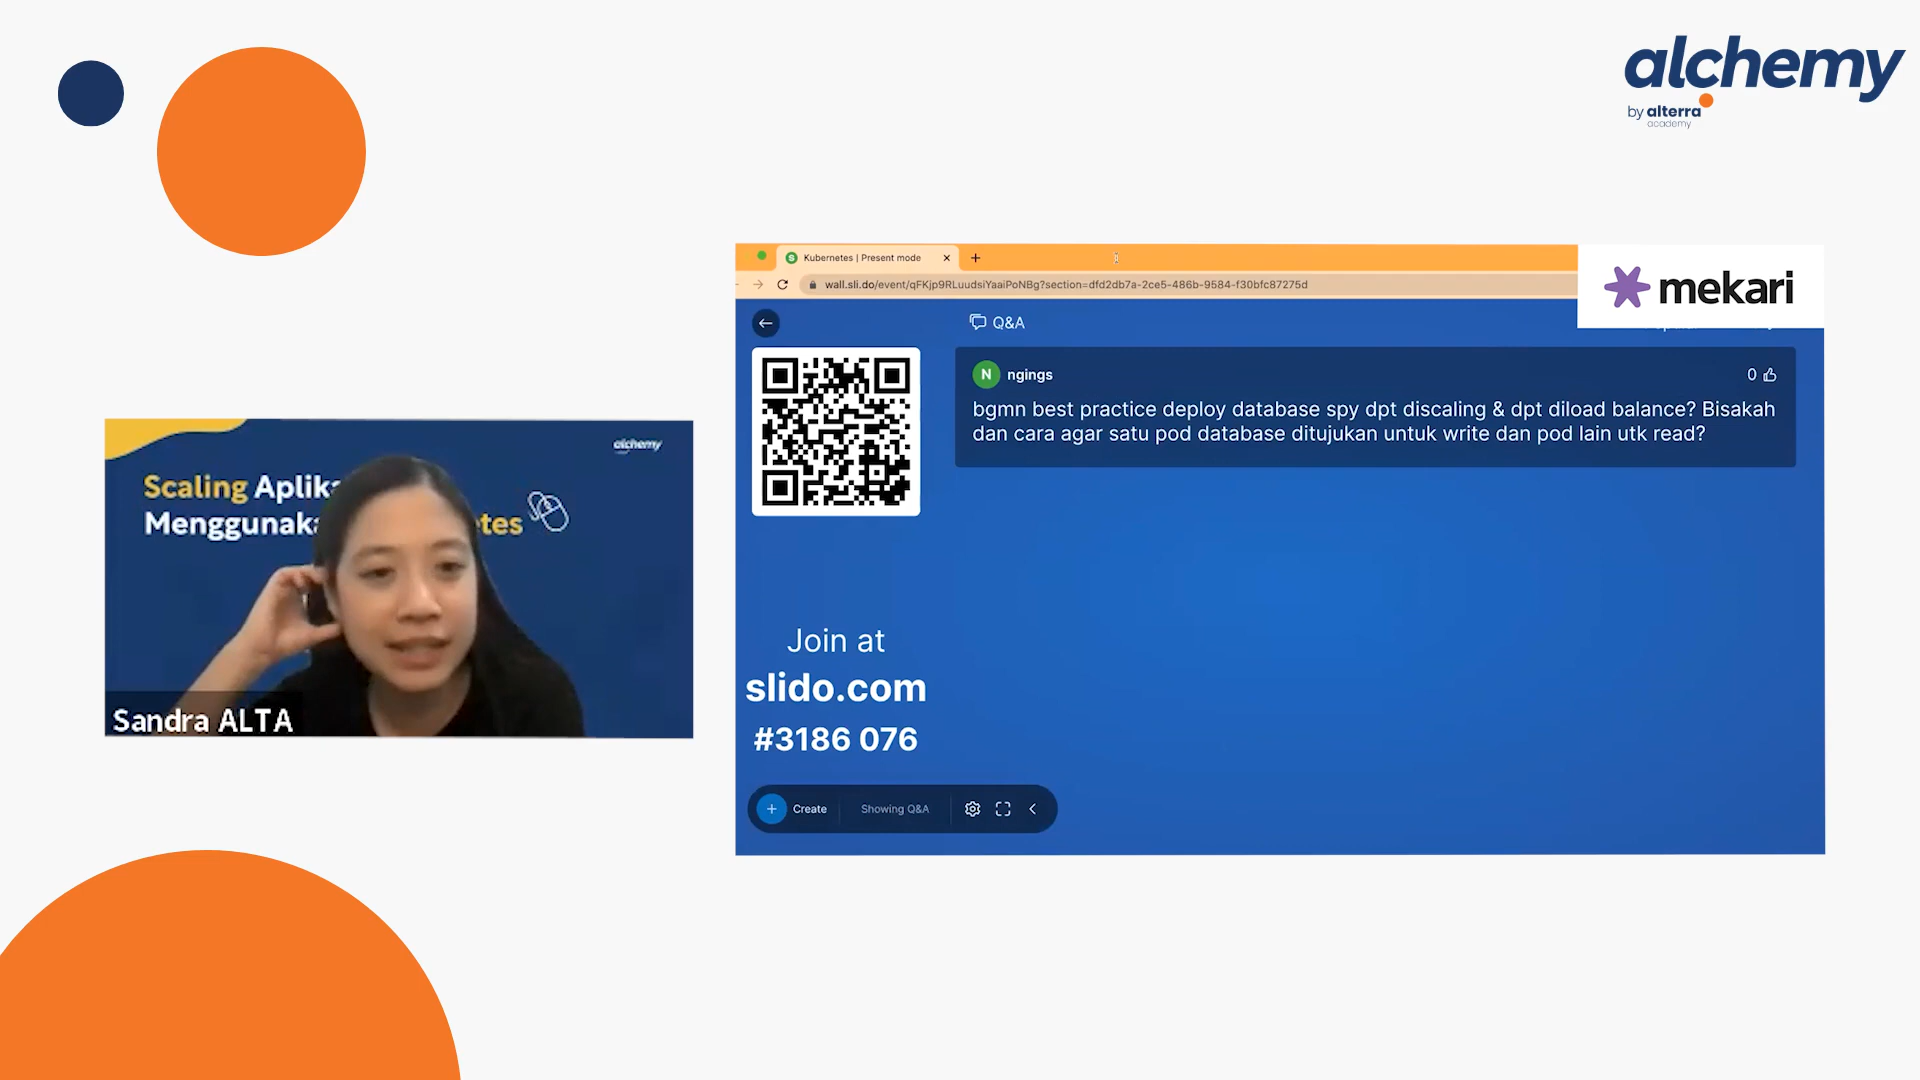 alchemy
by alterra
academy
Kubernetes | Present mode
wall.sli.do/event/qFKjp9RLuudsiYaaiPoNBg?section=dfd2db7a-2ce5-486b-9584-f30bfc87275d
mekari
Q&A
N ngings
0
bgmn best practice deploy database spy dpt discaling & dpt diload balance? Bisakah
dan cara agar satu pod database ditujukan untuk write dan pod lain utk read?
alchemy
Scaling Aplika
Menggunaka tes
Sandra ALTA
Join at
slido.com
#3186 076
Create
Showing Q&A